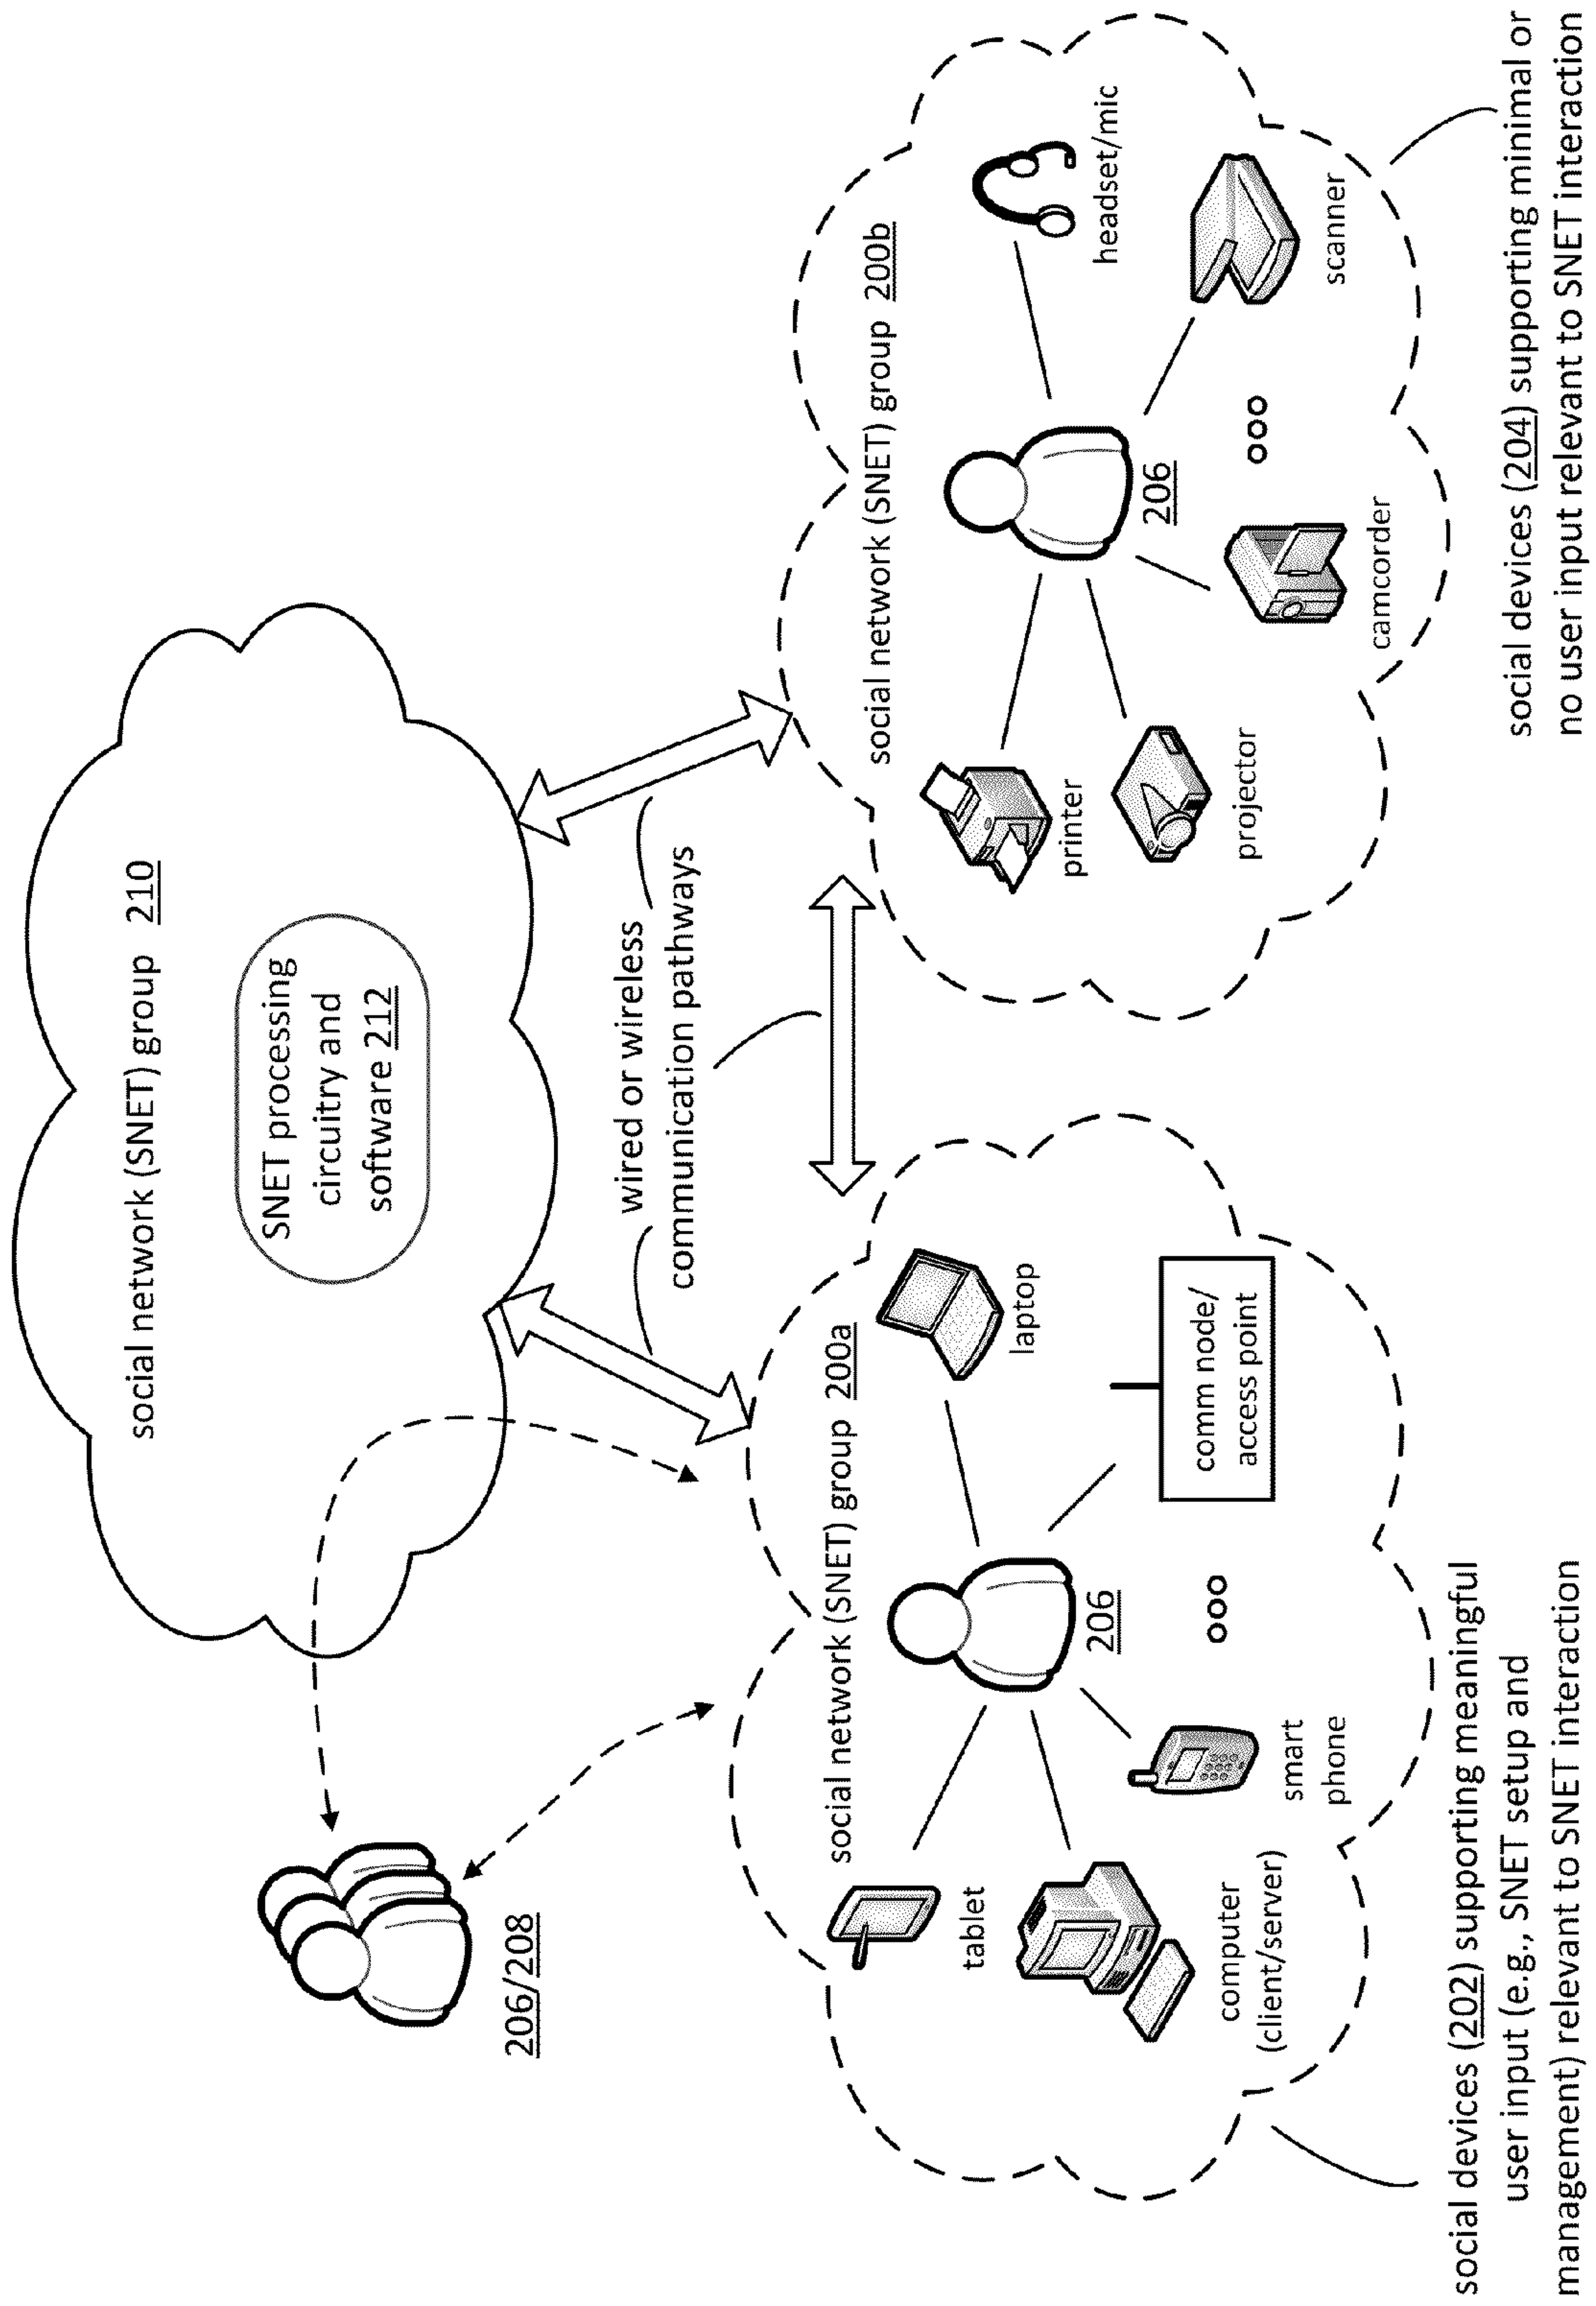 social network (SNET) group 210
SNET processing
circuitry and
software 212
206/208
wired or wireless
communication pathways
social network (SNET) group 200a
tablet
laptop
206
computer
(client/server)
smart
phone
comm node/
access point
social network (SNET) group 200b
printer
headset/mic
206
projector
camcorder
scanner
social devices (202) supporting meaningful
user input (e.g., SNET setup and
management) relevant to SNET interaction
social devices (204) supporting minimal or
no user input relevant to SNET interaction